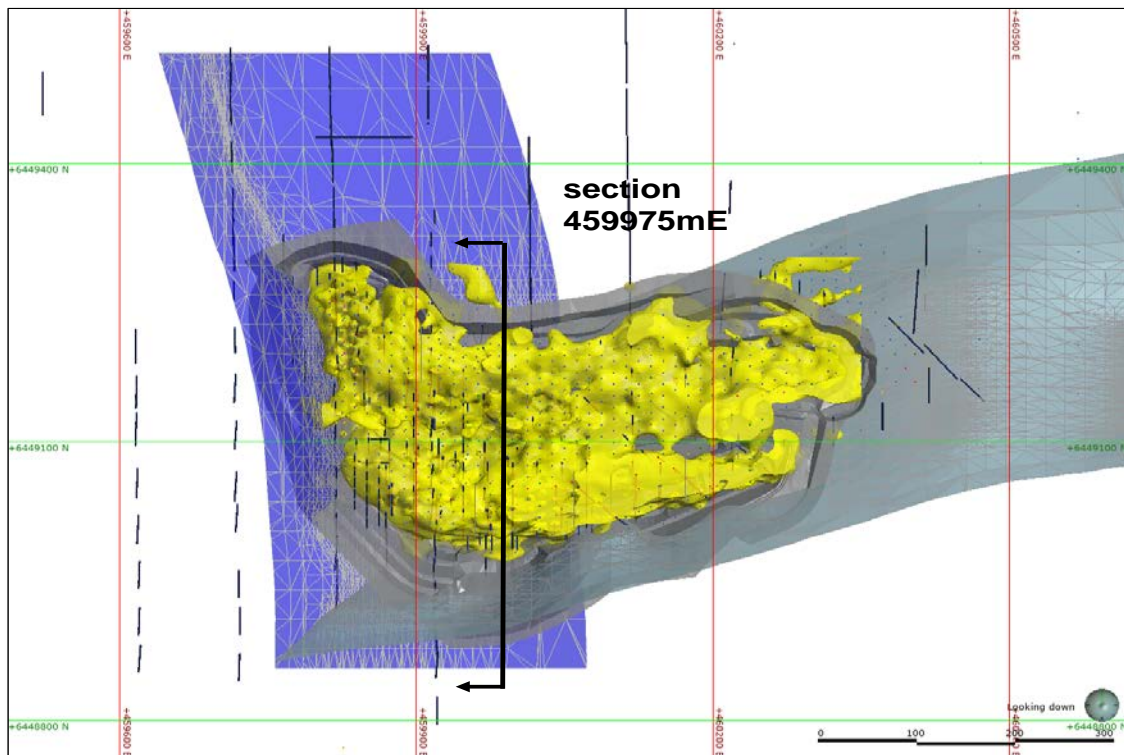 +459600 E
+459900 E
+460200 E
+460500 E
+6449400 N
+6449400 N
section
459975mE
+6449100 N
+6449100 N
Looking down
+6448800 N
+6448800 N
+459600 E
+459900 E
+460200 E
+460500 E
0 100 200 300